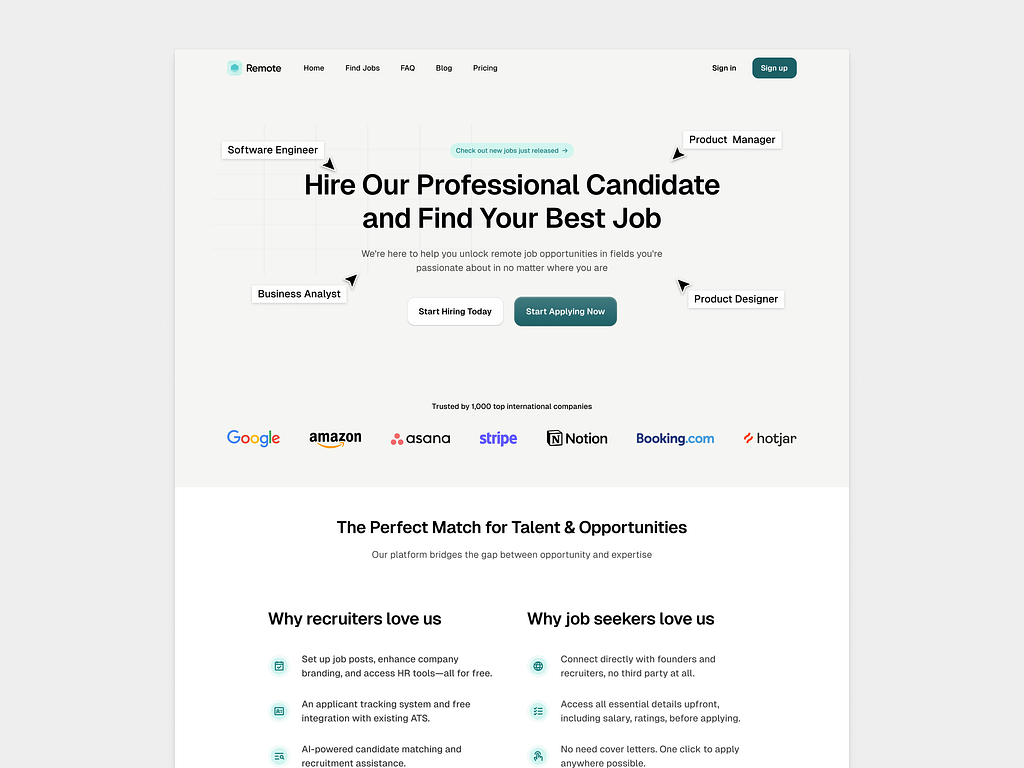 Remote
Home
Find Jobs
FAQ
Blog
Pricing
Sign in
Sign up
Software Engineer
Product Manager
Check out new jobs just released →
Hire Our Professional Candidate
and Find Your Best Job
We're here to help you unlock remote job opportunities in fields you're
passionate about in no matter where you are
Business Analyst
Product Designer
Start Hiring Today
Start Applying Now
Trusted by 1,000 top international companies
Google
amazon
asana
stripe
Notion
Booking.com
hotjar
The Perfect Match for Talent & Opportunities
Our platform bridges the gap between opportunity and expertise
Why recruiters love us
Set up job posts, enhance company
branding, and access HR tools—all for free.
An applicant tracking system and free
integration with existing ATS.
AI-powered candidate matching and
recruitment assistance.
Why job seekers love us
Connect directly with founders and
recruiters, no third party at all.
Access all essential details upfront,
including salary, ratings, before applying.
No need cover letters. One click to apply
anywhere possible.